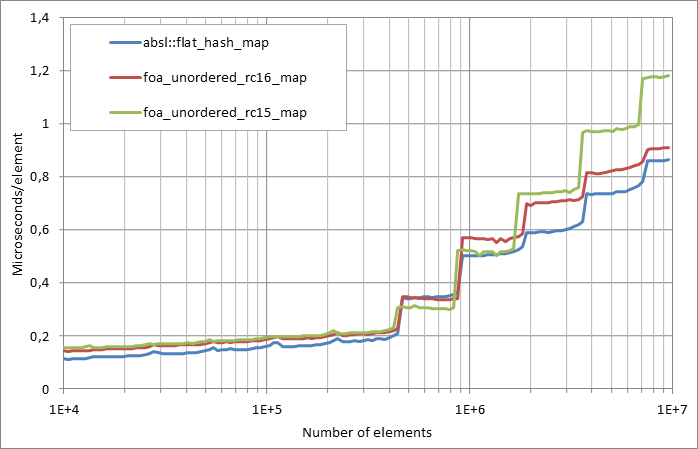 1,4
1,2
1
0,8
0,6
0,4
0,2
0
Microseconds/element
absl::flat_hash_map
foa_unordered_rc16_map
foa_unordered_rc15_map
1E+4
1E+5
1E+6
1E+7
Number of elements